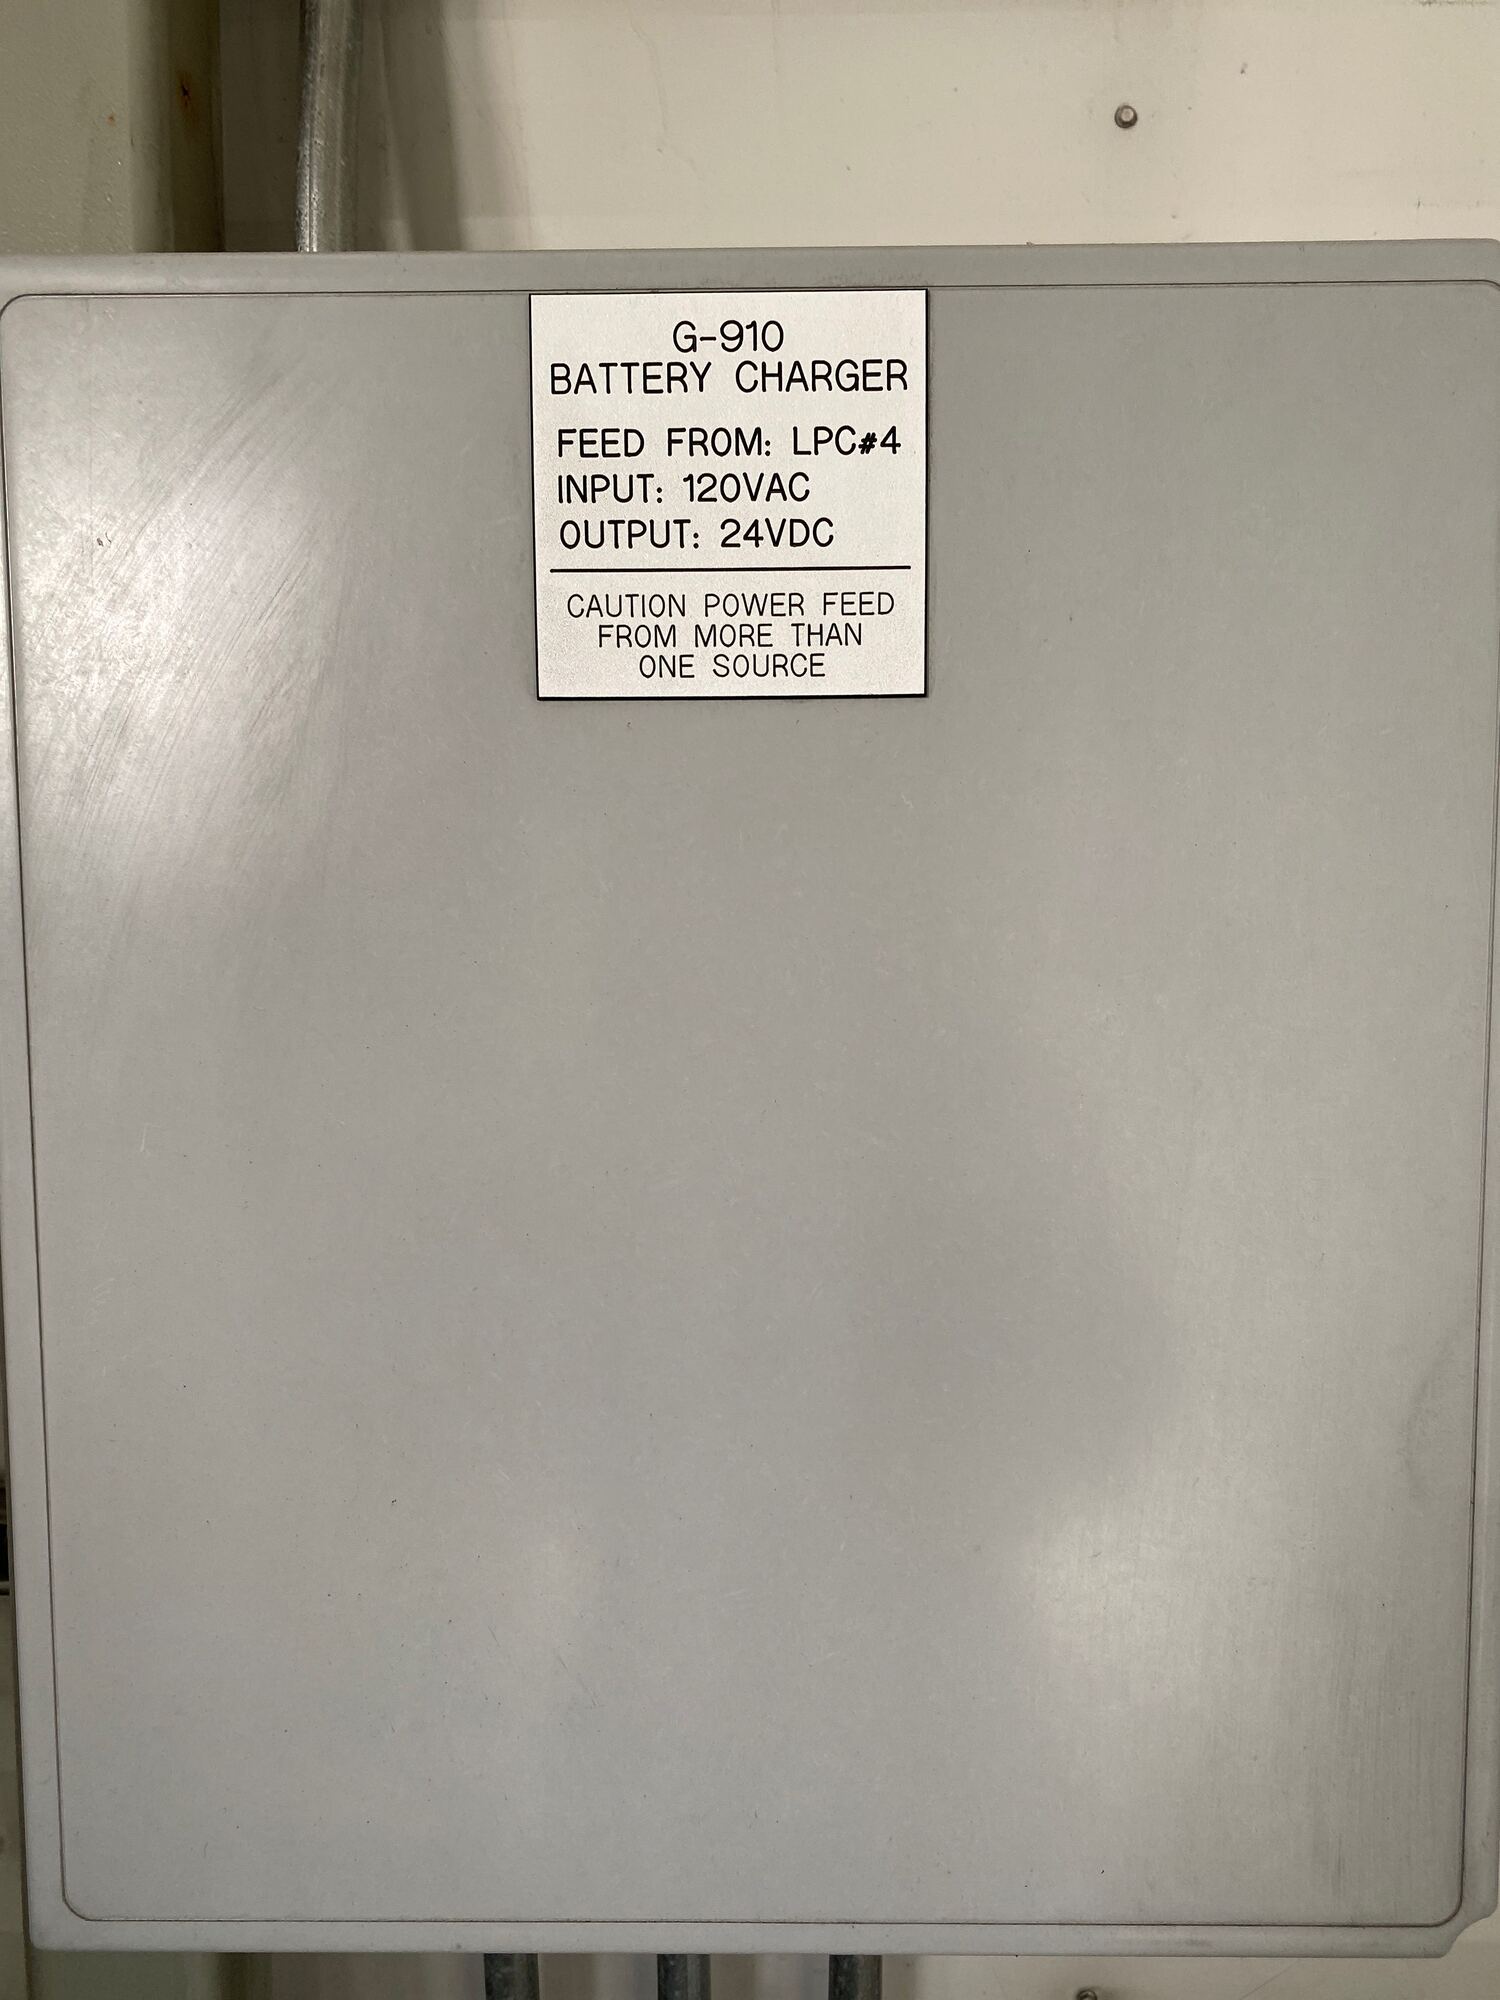 G-910
BATTERY CHARGER
FEED FROM: LPC#4
INPUT: 120VAC
OUTPUT: 24VDC
CAUTION POWER FEED
FROM MORE THAN
ONE SOURCE